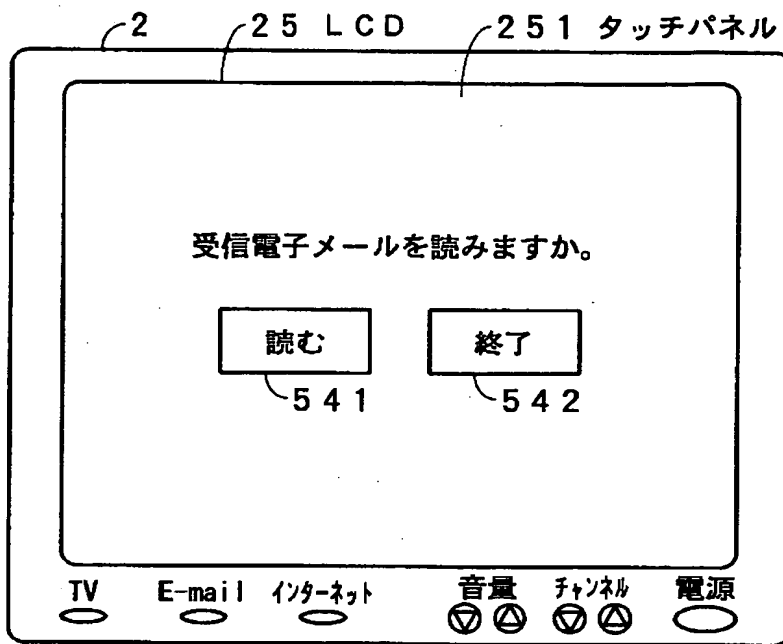 2 25 LCD 251 タッチパネル
受信電子メールを読みますか。
読む 終了
541 542
TV E-mail インターネット 音量 チャンネル 電源